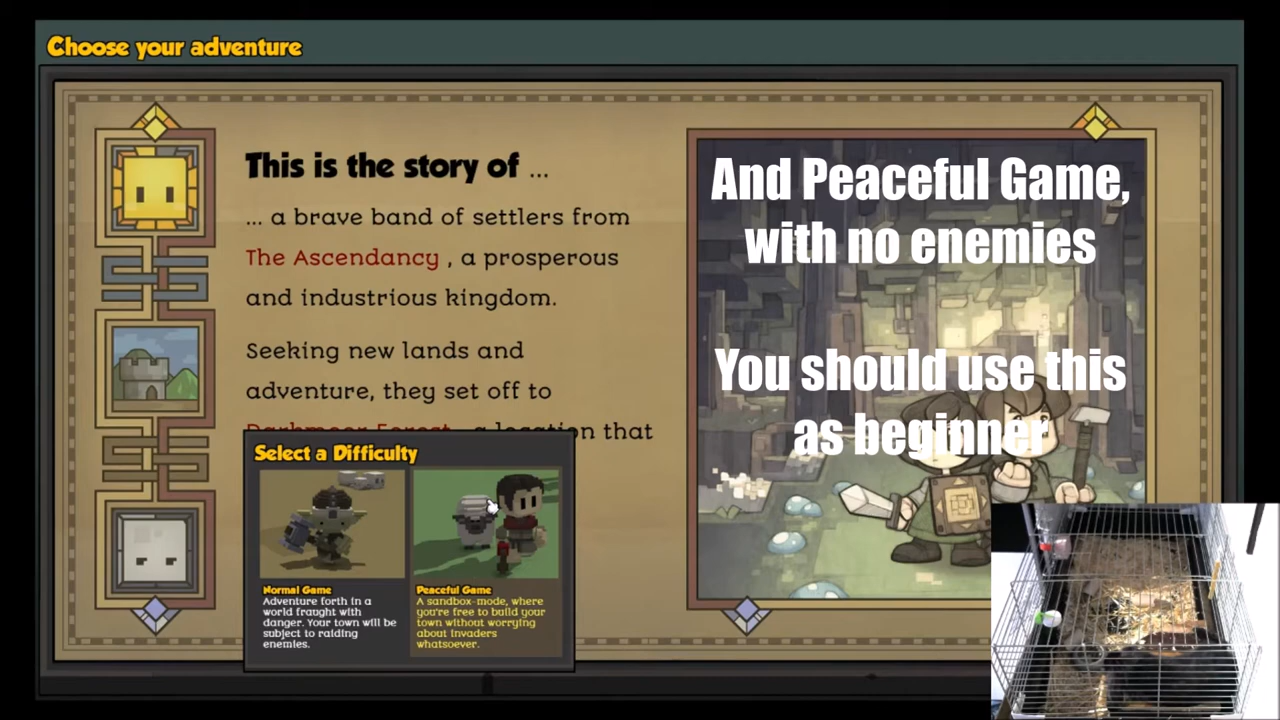 Choose your adventure
This is the story of ...
... a brave band of settlers from
The Ascendancy , a prosperous
and industrious kingdom.
Seeking new lands and
adventure, they set off to
Darkmoor Forest , a location that
Select a Difficulty
Normal Game
Adventure forth in a
world fraught with
danger. Your town will be
subject to raiding
enemies.
Peaceful Game
A sandbox-mode, where
you're free to build your
town without worrying
about invaders
whatsoever.
And Peaceful Game,
with no enemies
You should use this
as beginner